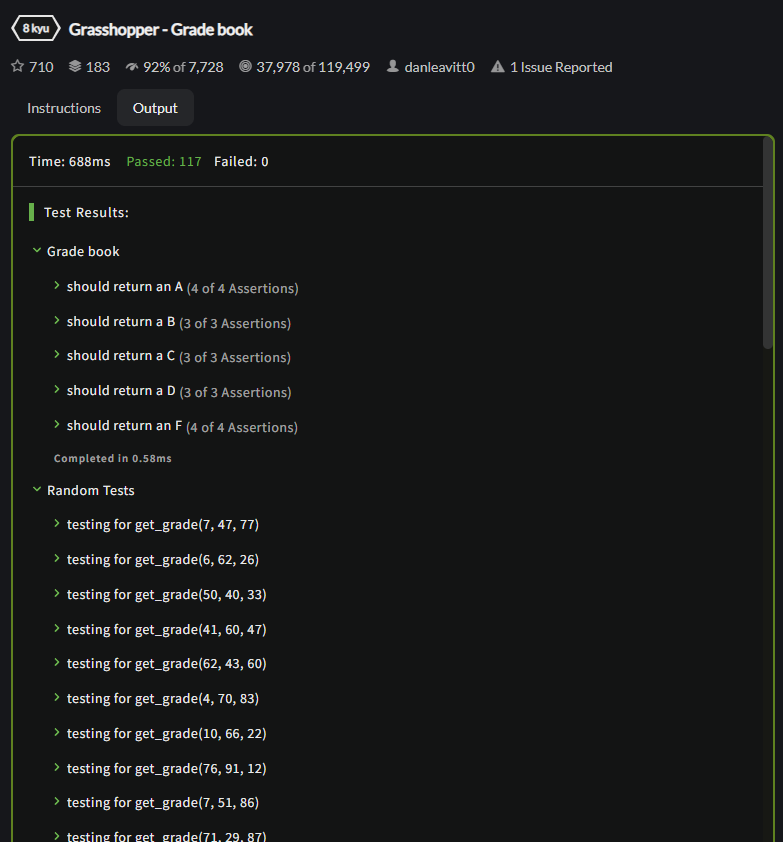 8 kyu Grasshopper - Grade book
710 183 92% of 7,728 37,978 of 119,499 danleavitt0 1 Issue Reported
Instructions Output
Time: 688ms Passed: 117 Failed: 0
Test Results:
Grade book
should return an A (4 of 4 Assertions)
should return a B (3 of 3 Assertions)
should return a C (3 of 3 Assertions)
should return a D (3 of 3 Assertions)
should return an F (4 of 4 Assertions)
Completed in 0.58ms
Random Tests
testing for get_grade(7, 47, 77)
testing for get_grade(6, 62, 26)
testing for get_grade(50, 40, 33)
testing for get_grade(41, 60, 47)
testing for get_grade(62, 43, 60)
testing for get_grade(4, 70, 83)
testing for get_grade(10, 66, 22)
testing for get_grade(76, 91, 12)
testing for get_grade(7, 51, 86)
testing for get_grade(71, 29, 87)